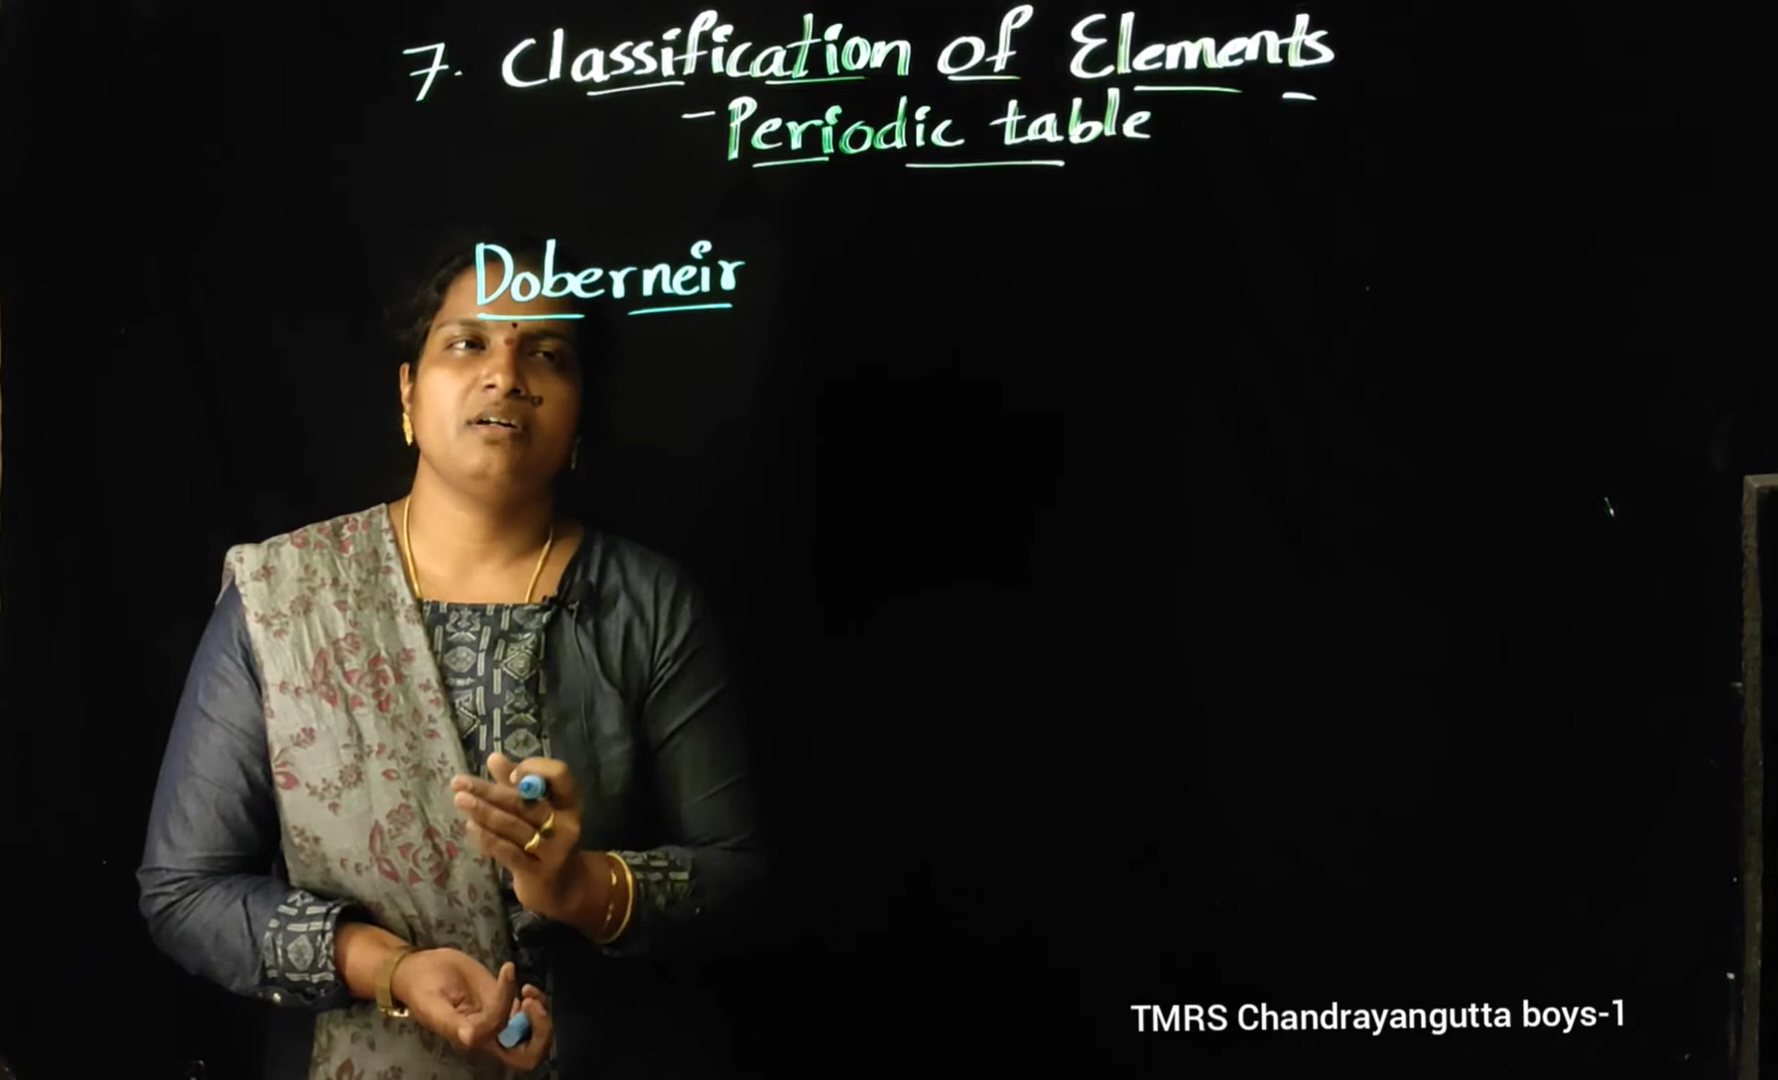 7. Classification of Elements
- Periodic table
Doberneir
TMRS Chandrayangutta boys-1